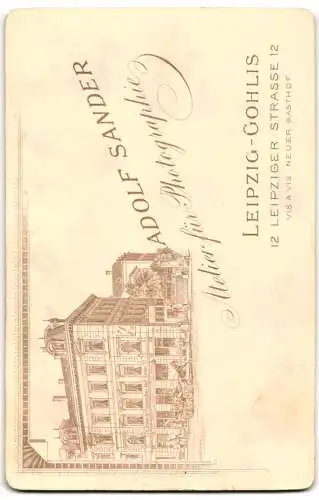 ADOLF SANDER
Atelier für Photographie
LEIPZIG-GOHLIS
12 LEIPZIGER STRASSE 12
VIS A VIS NEUER GASTHOF.